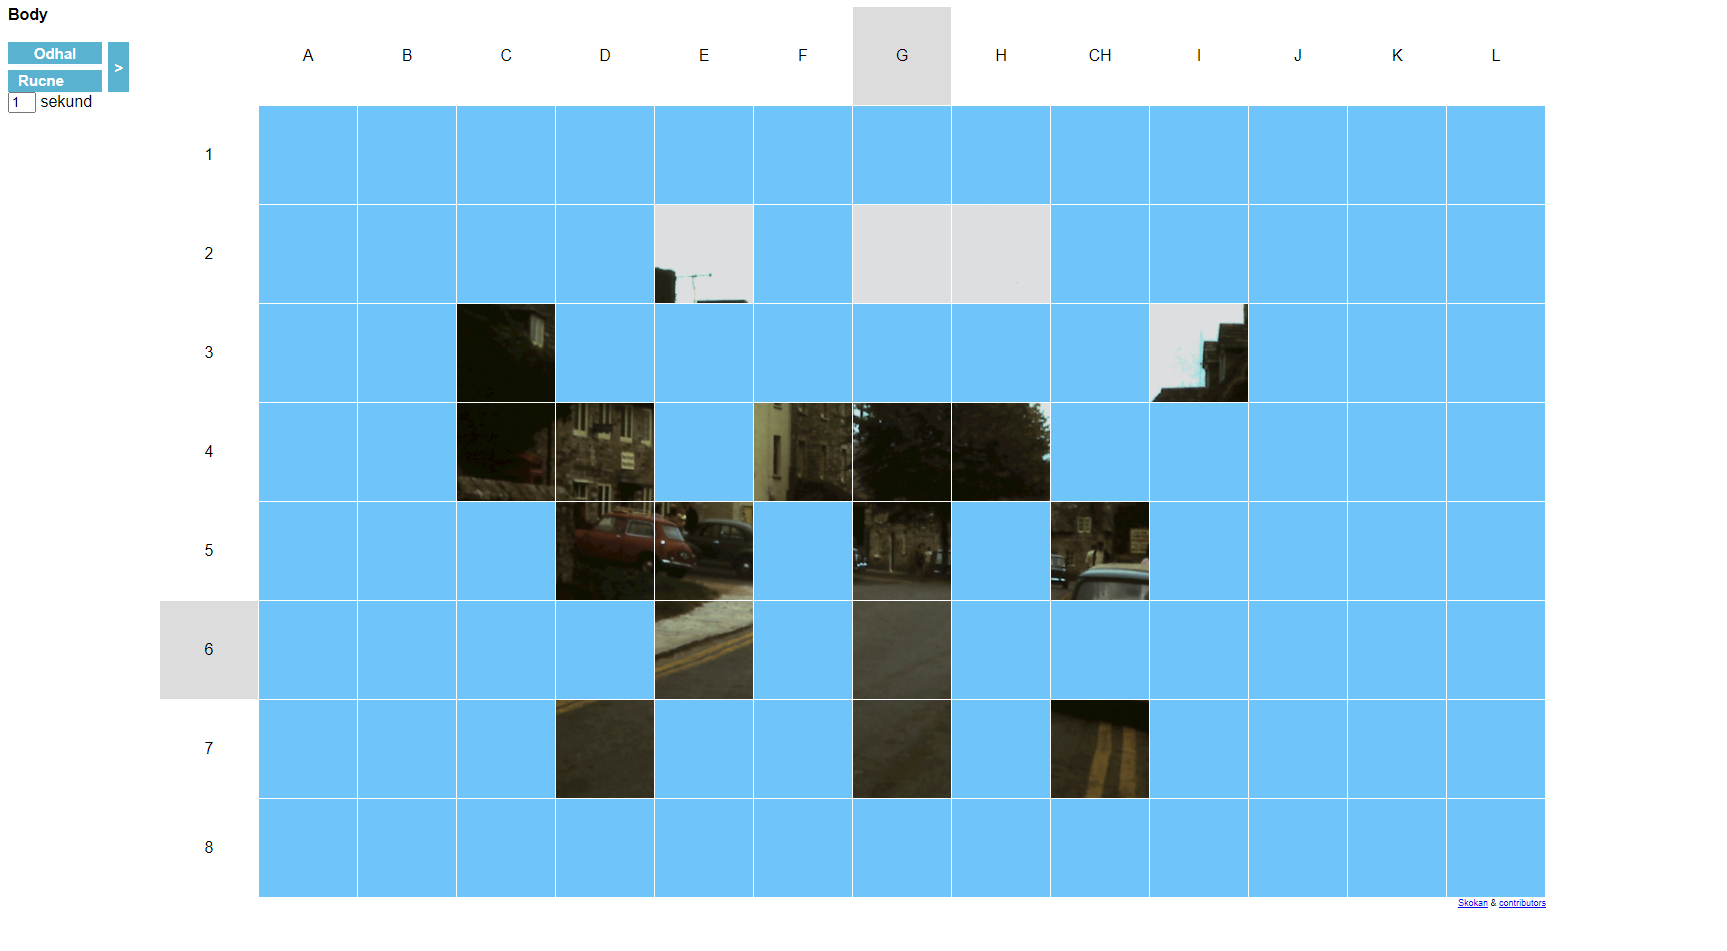 Body
Odhal
Rucne
>
1 sekund
A B C D E F G H CH I J K L
1
2
3
4
5
6
7
8
Skokan & contributors